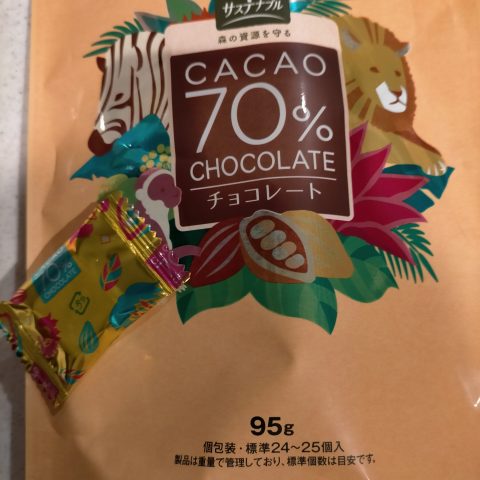 サステナブル
森の資源を守る
CACAO
70%
CHOCOLATE
チョコレート
70%
CHOCOLATE
95g
個包装・標準24〜25個入
製品は重量で管理しており、標準個数は目安です。